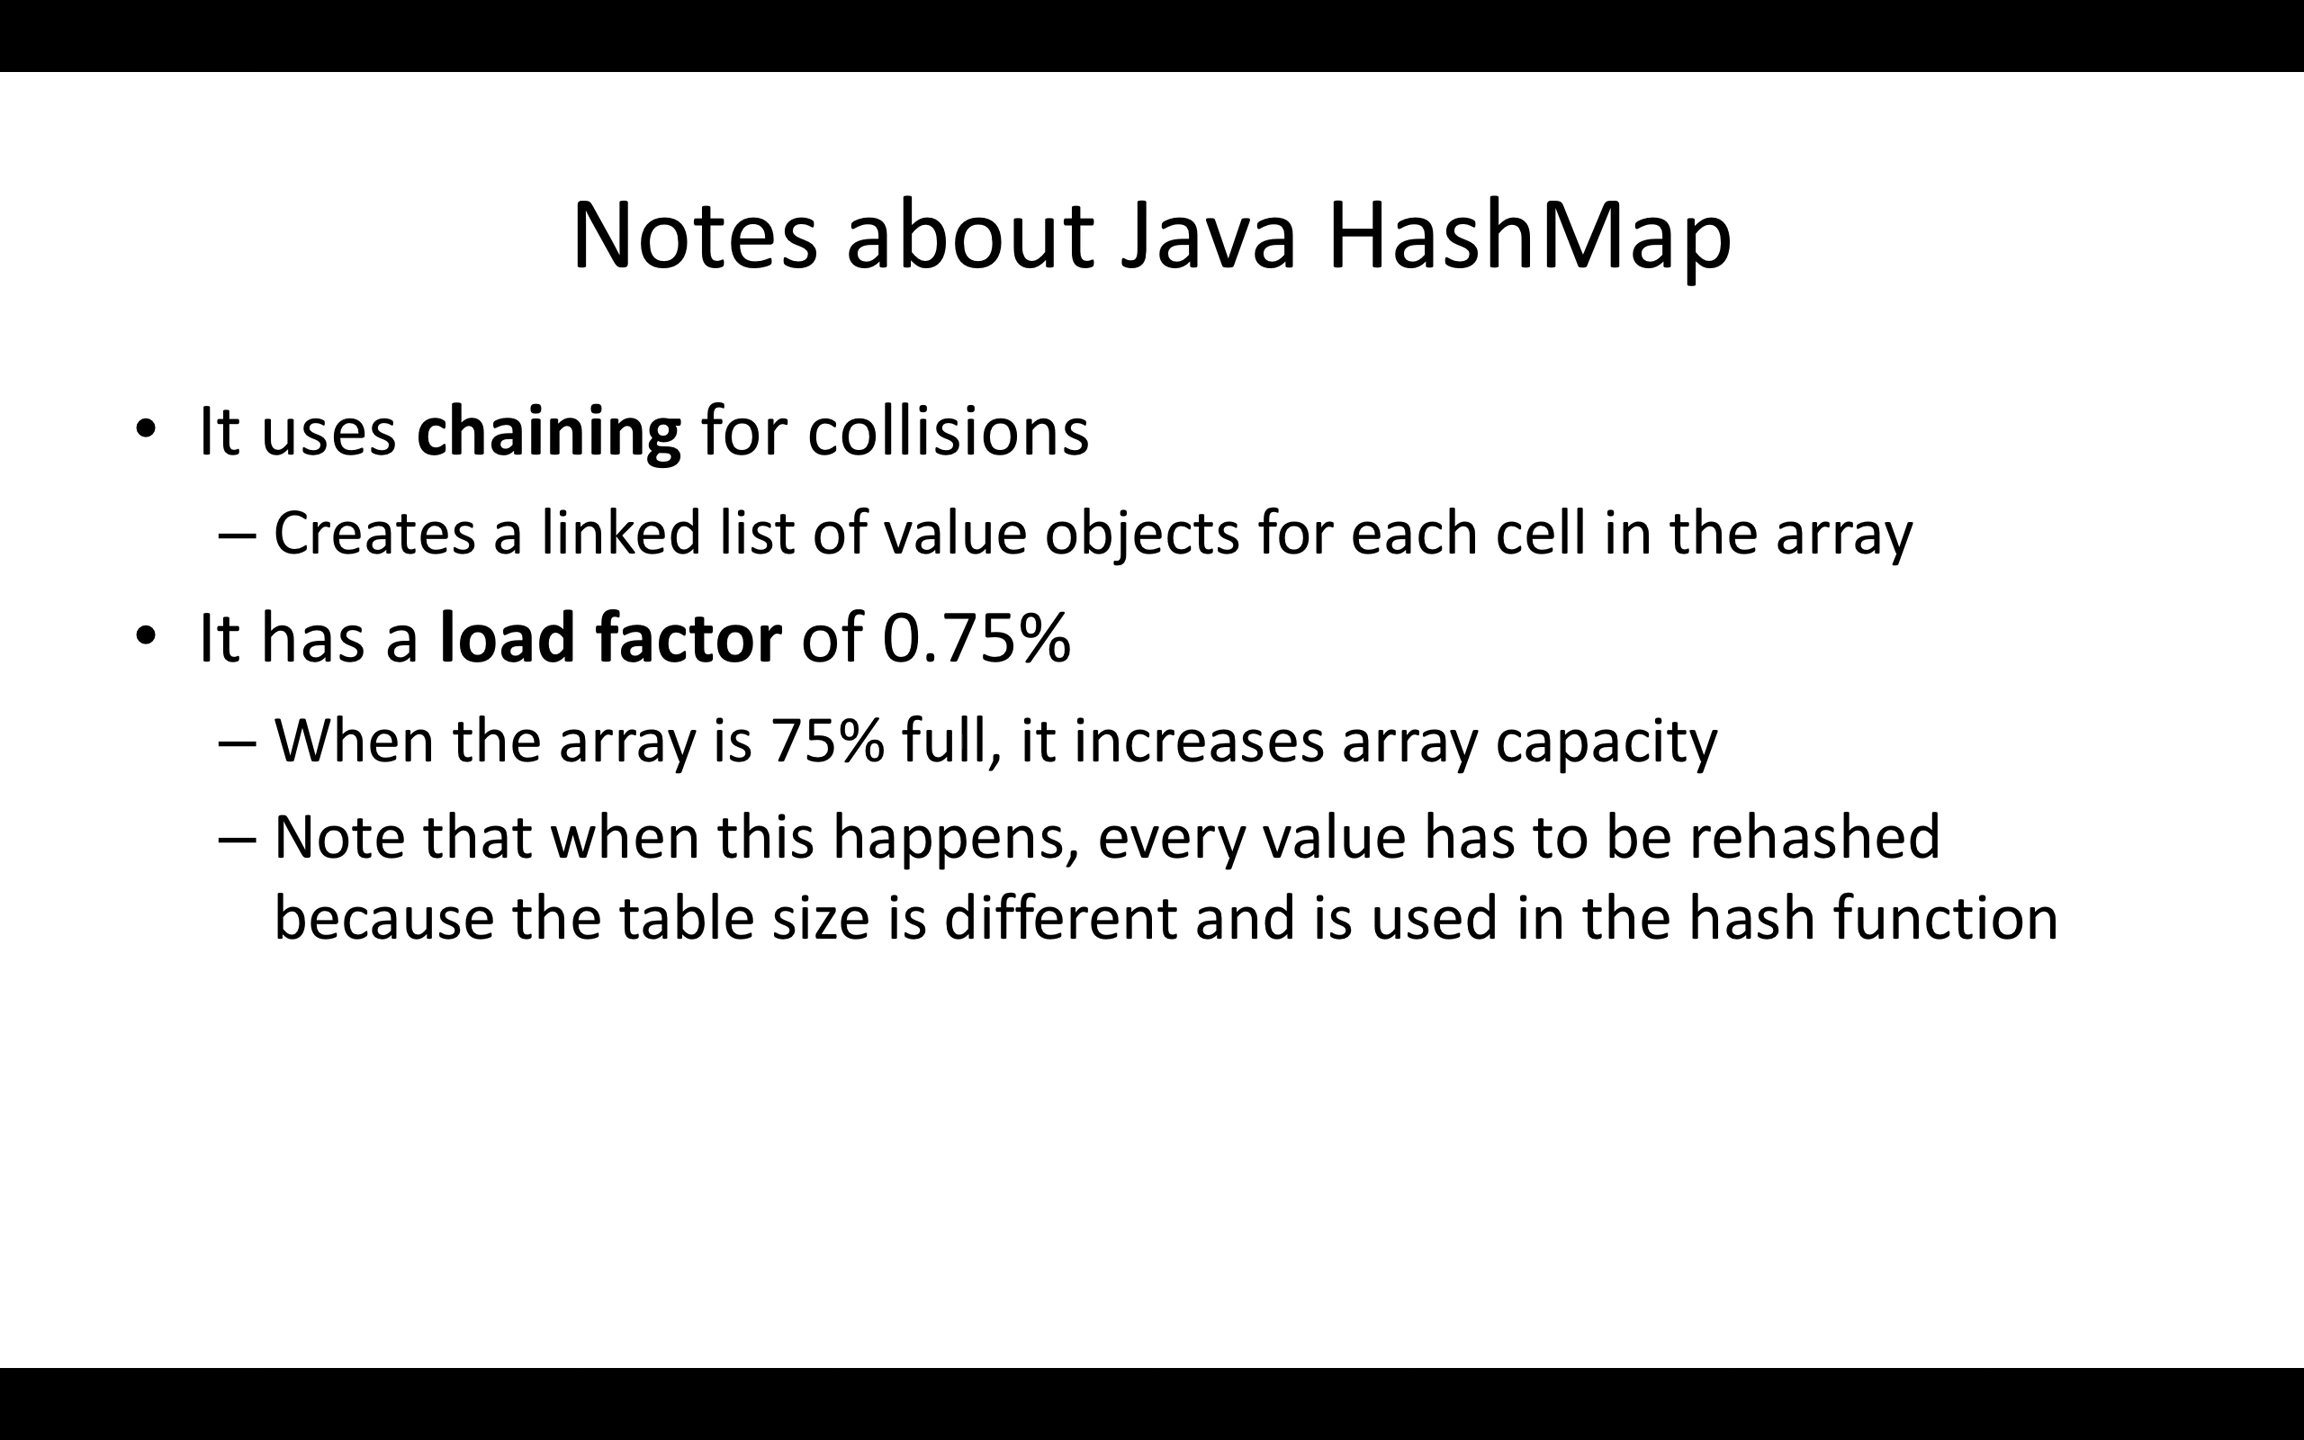 Notes about Java HashMap
• It uses chaining for collisions
– Creates a linked list of value objects for each cell in the array
• It has a load factor of 0.75%
– When the array is 75% full, it increases array capacity
– Note that when this happens, every value has to be rehashed
because the table size is different and is used in the hash function